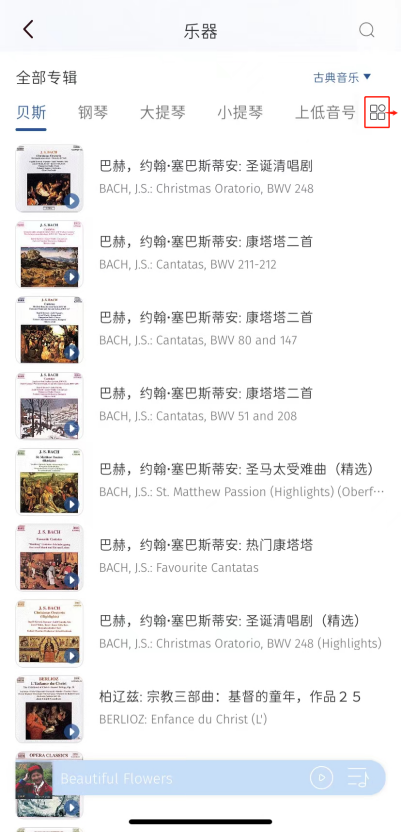 乐器
全部专辑
古典音乐
贝斯 钢琴 大提琴 小提琴 上低音号
巴赫，约翰·塞巴斯蒂安: 圣诞清唱剧
BACH, J.S.: Christmas Oratorio, BWV 248
巴赫，约翰·塞巴斯蒂安: 康塔塔二首
BACH, J.S.: Cantatas, BWV 211-212
巴赫，约翰·塞巴斯蒂安: 康塔塔二首
BACH, J.S.: Cantatas, BWV 80 and 147
巴赫，约翰·塞巴斯蒂安: 康塔塔二首
BACH, J.S.: Cantatas, BWV 51 and 208
巴赫，约翰·塞巴斯蒂安: 圣马太受难曲（精选）
BACH, J.S.: St. Matthew Passion (Highlights) (Oberf…
巴赫，约翰·塞巴斯蒂安: 热门康塔塔
BACH, J.S.: Favourite Cantatas
巴赫，约翰·塞巴斯蒂安: 圣诞清唱剧（精选）
BACH, J.S.: Christmas Oratorio, BWV 248 (Highlights)
BERLIOZ
柏辽兹: 宗教三部曲：基督的童年，作品２５
BERLIOZ: Enfance du Christ (L')
OPERA CLASSICS
Beautiful Flowers